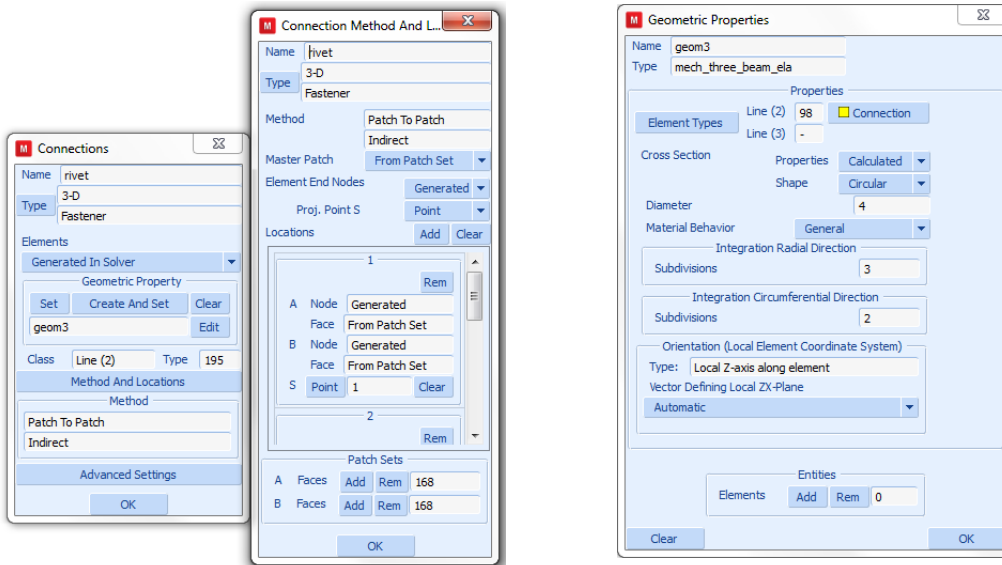 Connections
Name rivet
Type 3-D
Fastener
Elements
Generated In Solver
Geometric Property
Set Create And Set Clear
geom3 Edit
Class Line (2) Type 195
Method And Locations
Method
Patch To Patch
Indirect
Advanced Settings
OK
Connection Method And L...
Name rivet
Type 3-D
Fastener
Method Patch To Patch
Indirect
Master Patch From Patch Set
Element End Nodes Generated
Proj. Point S Point
Locations Add Clear
1
Rem
A Node Generated
Face From Patch Set
B Node Generated
Face From Patch Set
S Point 1 Clear
2
Rem
Patch Sets
A Faces Add Rem 168
B Faces Add Rem 168
OK
Geometric Properties
Name geom3
Type mech_three_beam_ela
Properties
Element Types Line (2) 98 Connection
Line (3) -
Cross Section Properties Calculated
Shape Circular
Diameter 4
Material Behavior General
Integration Radial Direction
Subdivisions 3
Integration Circumferential Direction
Subdivisions 2
Orientation (Local Element Coordinate System)
Type: Local Z-axis along element
Vector Defining Local ZX-Plane
Automatic
Entities
Elements Add Rem 0
Clear OK